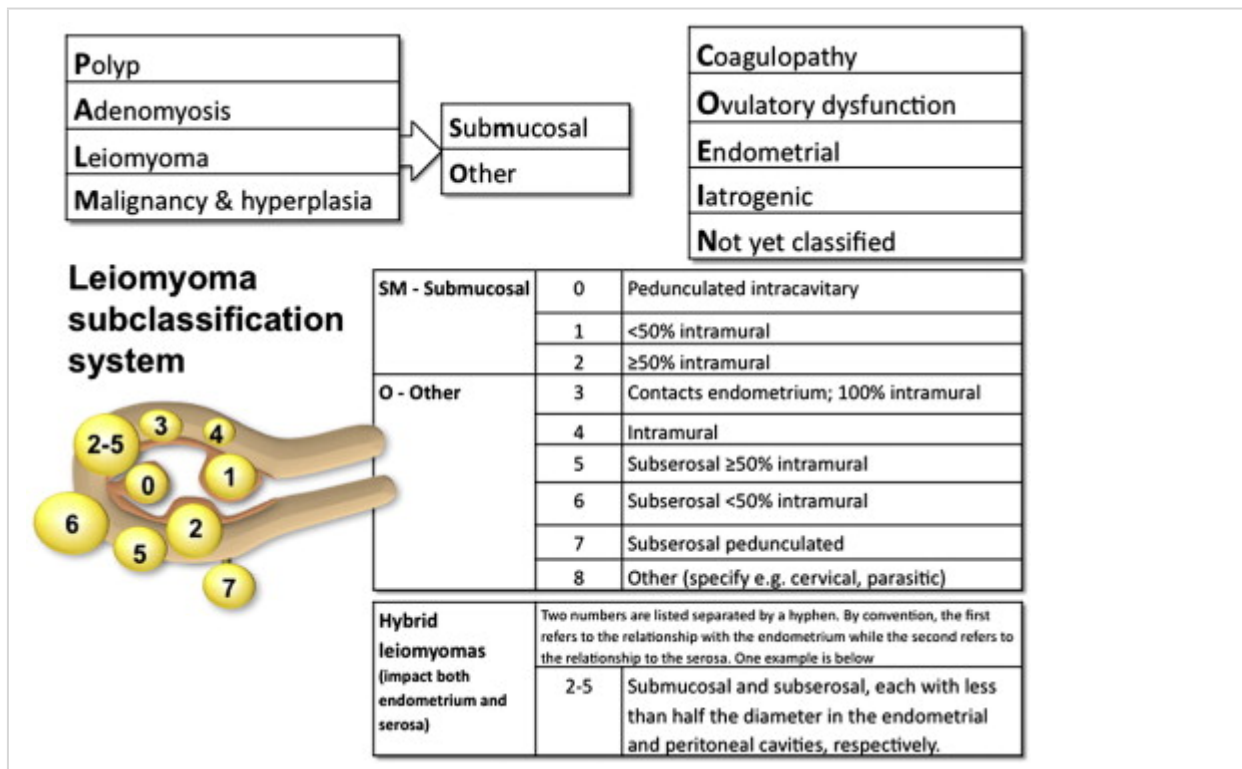 Polyp
Adenomyosis
Leiomyoma
Malignancy & hyperplasia
Submucosal
Other
Coagulopathy
Ovulatory dysfunction
Endometrial
Iatrogenic
Not yet classified
Leiomyoma
subclassification
system
2-5
3
4
0
1
6
5
2
7
SM - Submucosal
0
Pedunculated intracavitary
1
<50% intramural
2
≥50% intramural
O - Other
3
Contacts endometrium; 100% intramural
4
Intramural
5
Subserosal ≥50% intramural
6
Subserosal <50% intramural
7
Subserosal pedunculated
8
Other (specify e.g. cervical, parasitic)
Hybrid
leiomyomas
(impact both
endometrium and
serosa)
Two numbers are listed separated by a hyphen. By convention, the first
refers to the relationship with the endometrium while the second refers to
the relationship to the serosa. One example is below
2-5
Submucosal and subserosal, each with less
than half the diameter in the endometrial
and peritoneal cavities, respectively.